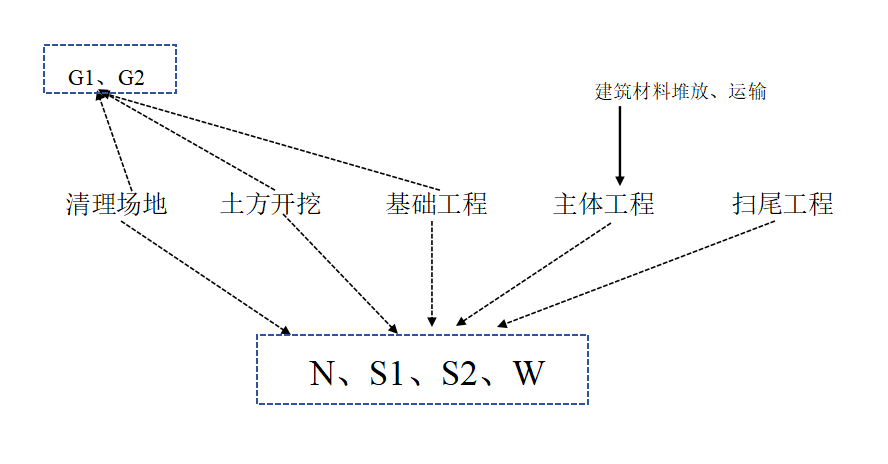 G1、G2
建筑材料堆放、运输
清理场地
土方开挖
基础工程
主体工程
扫尾工程
N、S1、S2、W